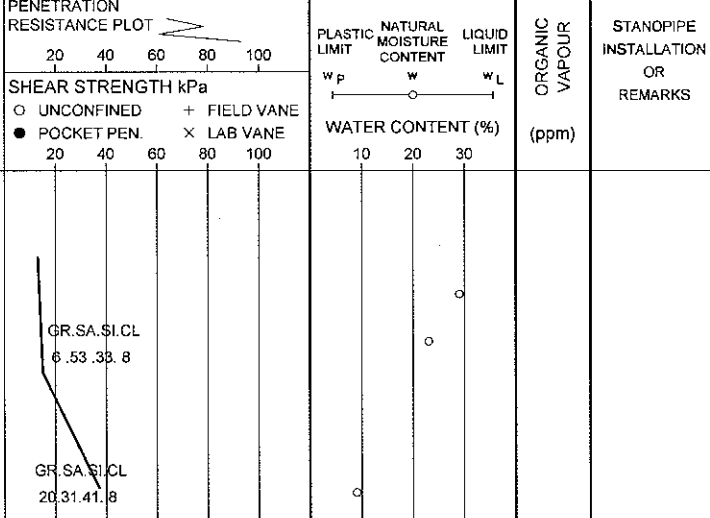 PENETRATION
RESISTANCE PLOT
20 40 60 80 100
SHEAR STRENGTH kPa
○ UNCONFINED + FIELD VANE
● POCKET PEN. × LAB VANE
20 40 60 80 100
PLASTIC LIMIT
NATURAL MOISTURE CONTENT
LIQUID LIMIT
wP w wL
WATER CONTENT (%)
10 20 30
ORGANIC VAPOUR
(ppm)
STANDPIPE
INSTALLATION
OR
REMARKS
GR.SA.SI.CL
6 .53 .33. 8
GR.SA.SI.CL
20.31.41. 8